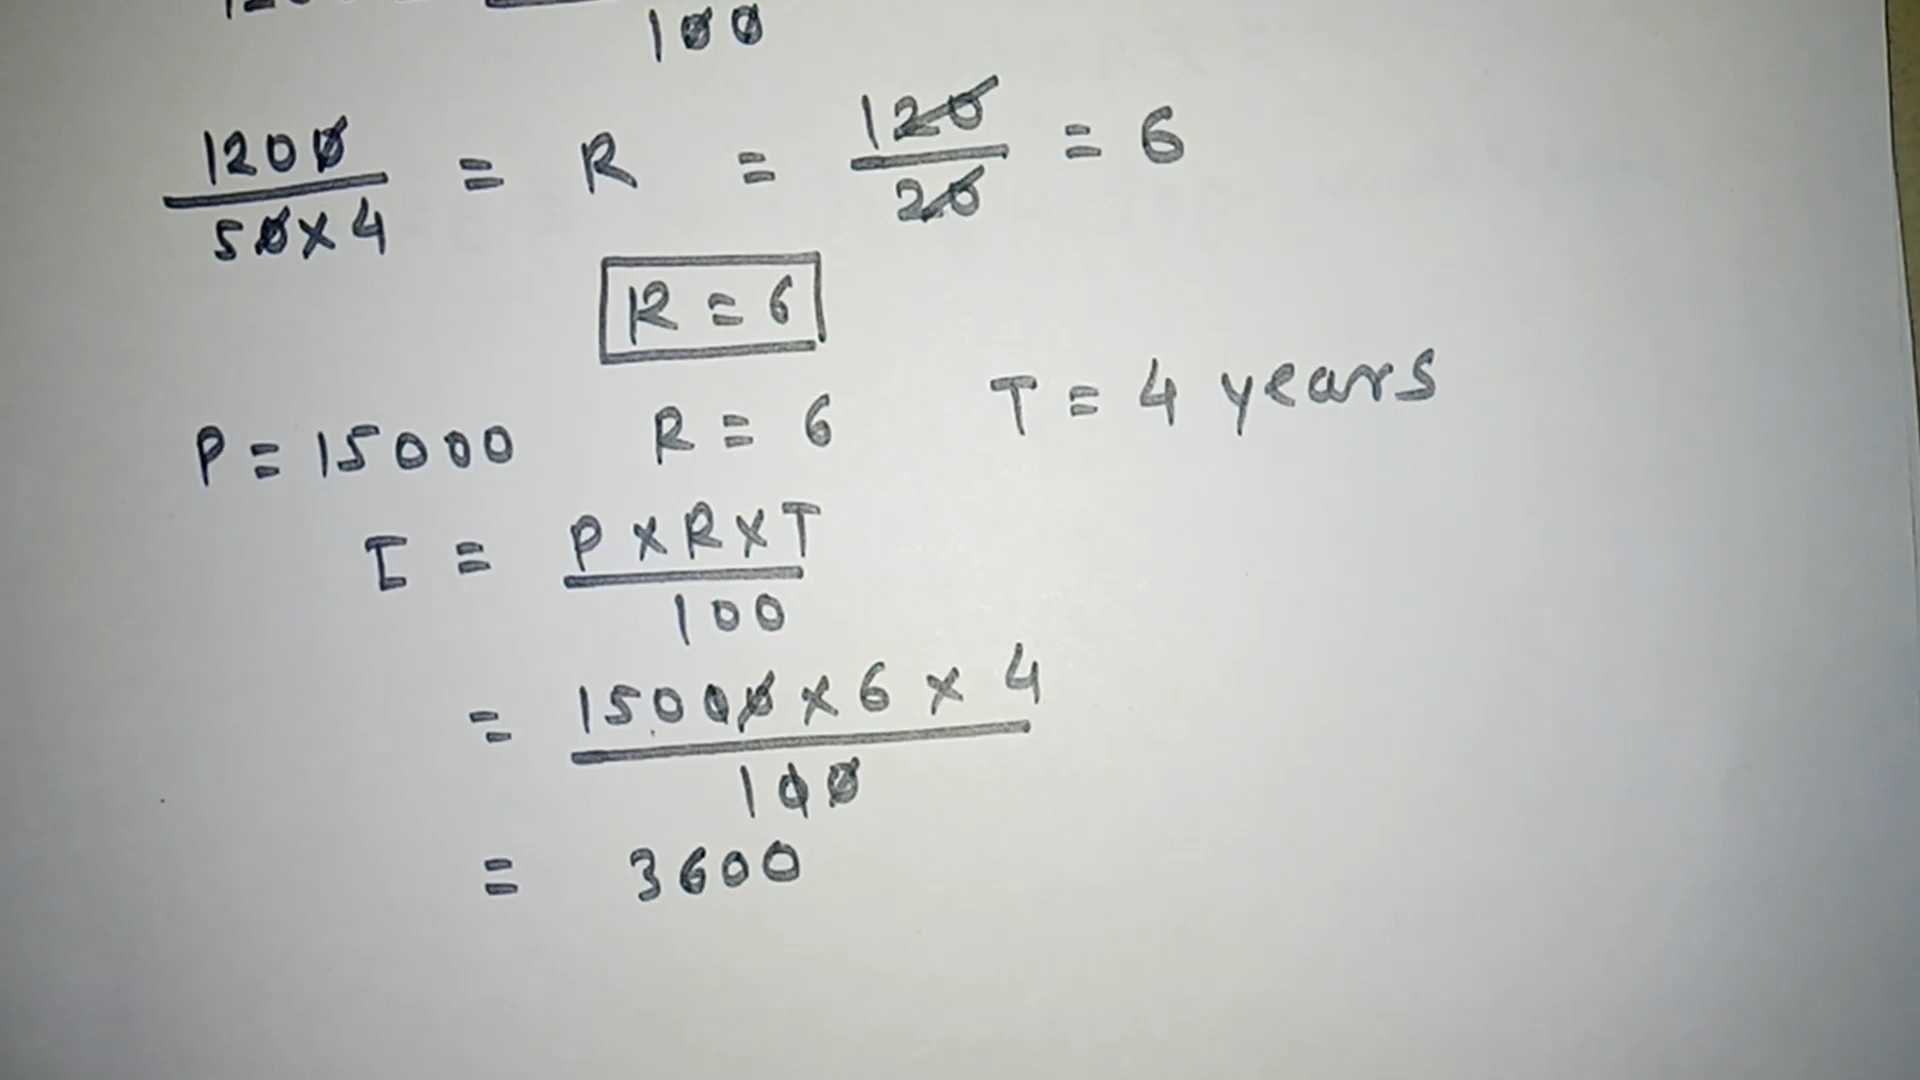 100
1200/50×4 = R = 120/20 = 6
R = 6
P = 15000 R = 6 T = 4 years
I = P×R×T/100
= 15000 × 6 × 4/100
= 3600